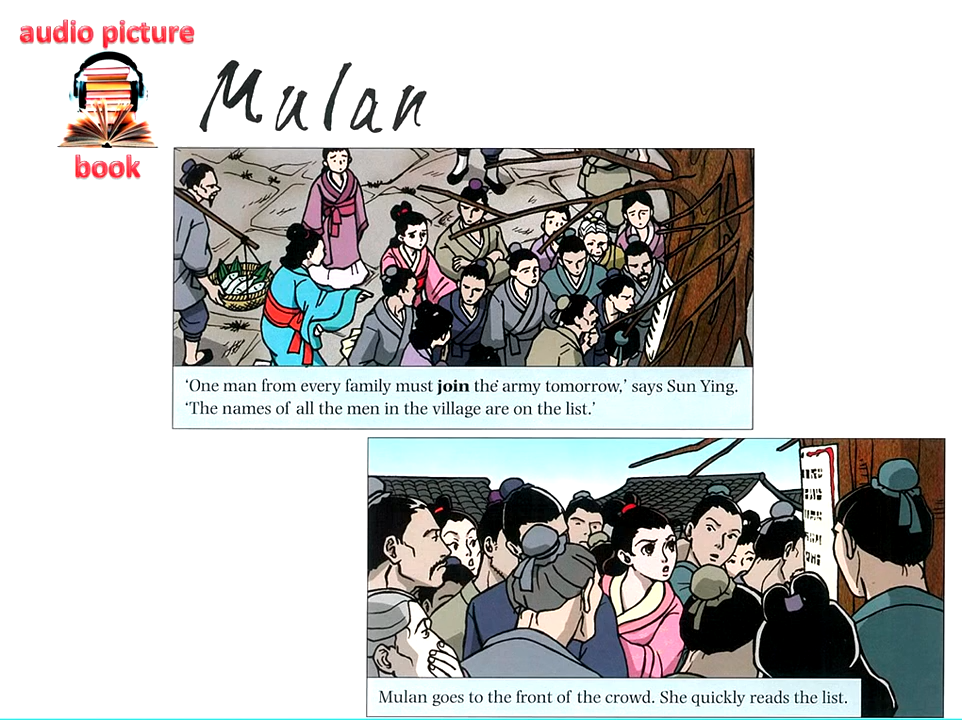 audio picture
book
Mulan
‘One man from every family must join the army tomorrow,’ says Sun Ying.
‘The names of all the men in the village are on the list.’
Mulan goes to the front of the crowd. She quickly reads the list.